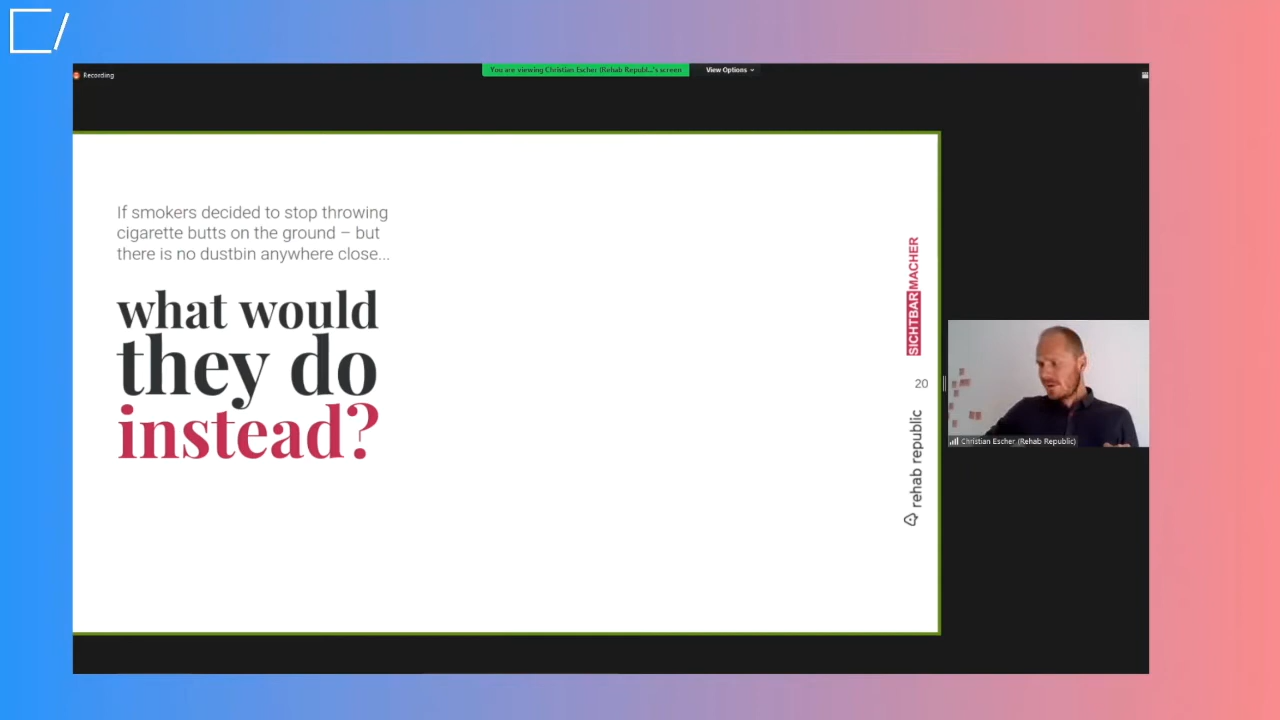 Recording
You are viewing Christian Escher (Rehab Republ...'s screen
View Options
If smokers decided to stop throwing
cigarette butts on the ground – but
there is no dustbin anywhere close...
what would
they do
instead?
SICHTBARMACHER
20
rehab republic
Christian Escher (Rehab Republic)